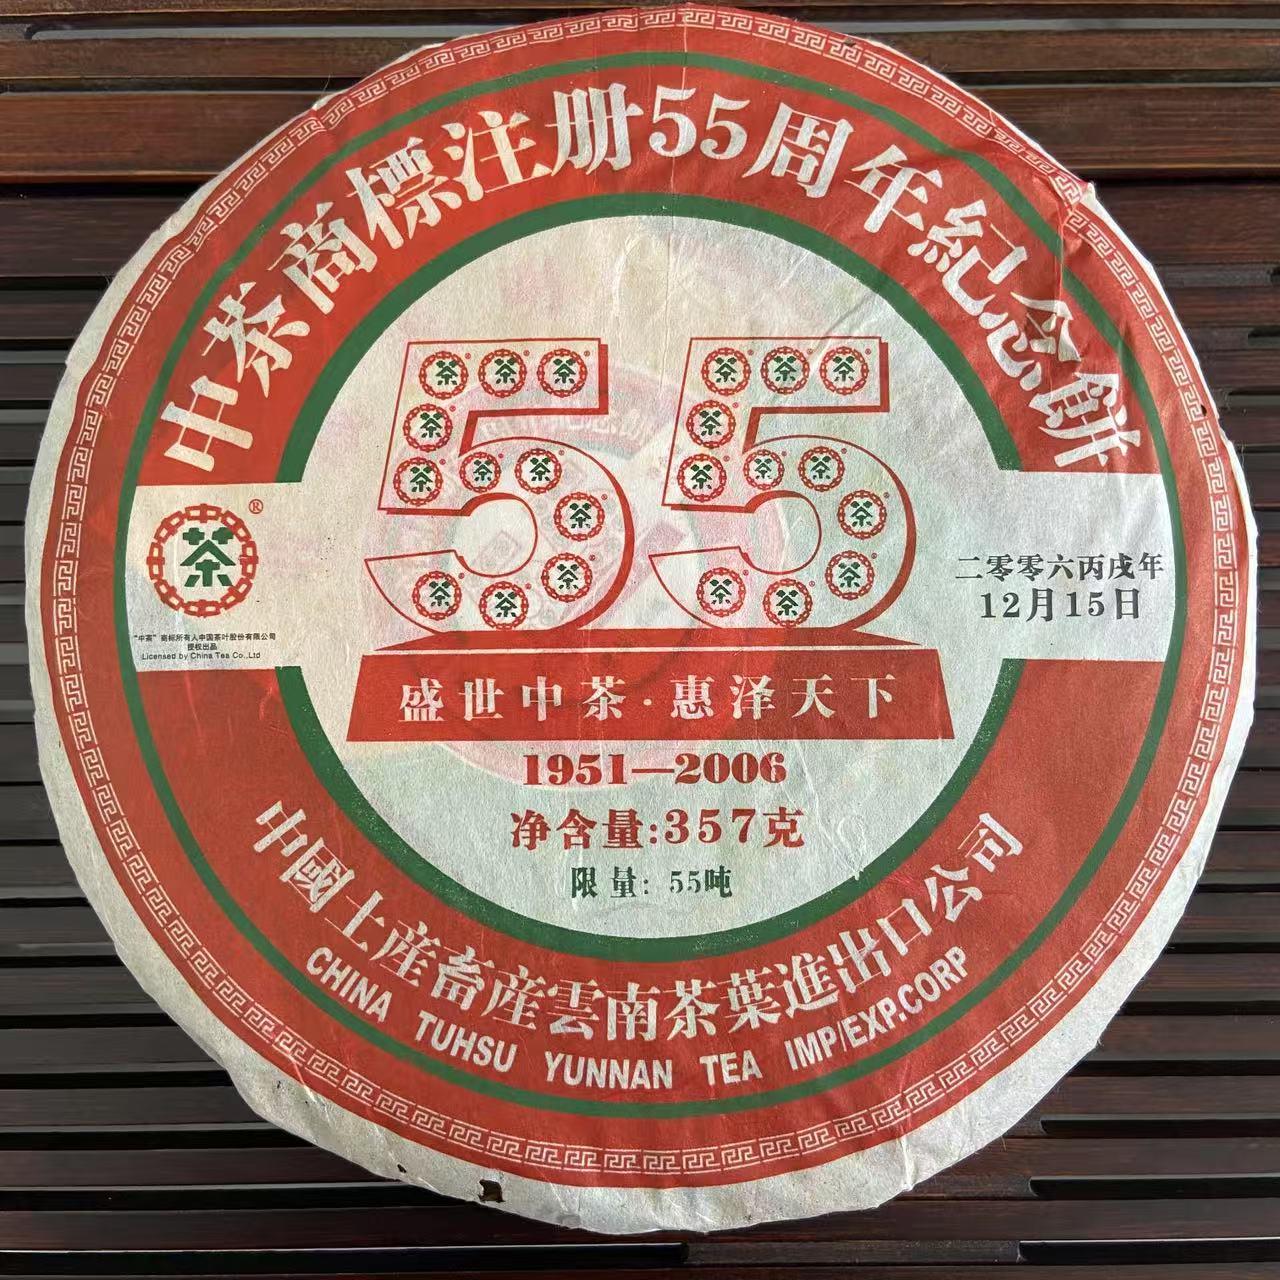 中茶商標注册55周年紀念餅
茶
®
"中茶"商标所有人中国茶叶股份有限公司
授权出品
Licensed by China Tea Co.,Ltd
二零零六丙戌年
12月15日
55
盛世中茶·惠泽天下
1951—2006
净含量:357克
限量: 55吨
中國土産畜産雲南茶葉進出口公司
CHINA TUHSU YUNNAN TEA IMP/EXP.CORP